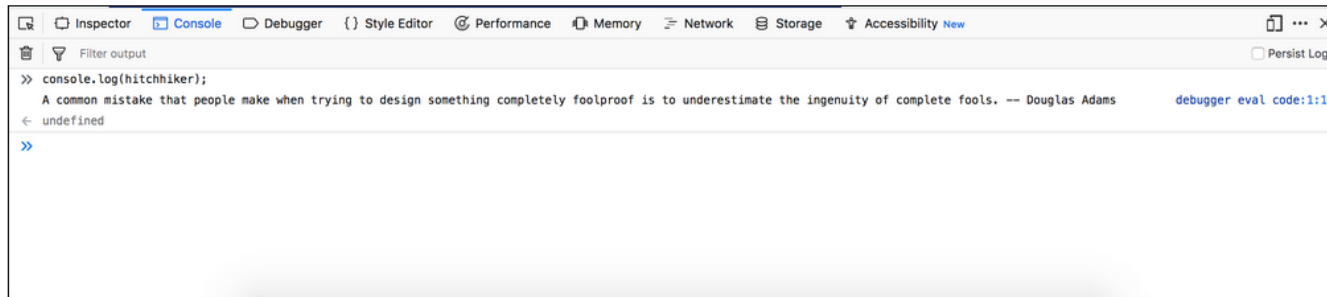 Inspector Console Debugger { } Style Editor Performance Memory Network Storage Accessibility New
Filter output Persist Log
>> console.log(hitchhiker);
A common mistake that people make when trying to design something completely foolproof is to underestimate the ingenuity of complete fools. -- Douglas Adams debugger eval code:1:1
← undefined
>>